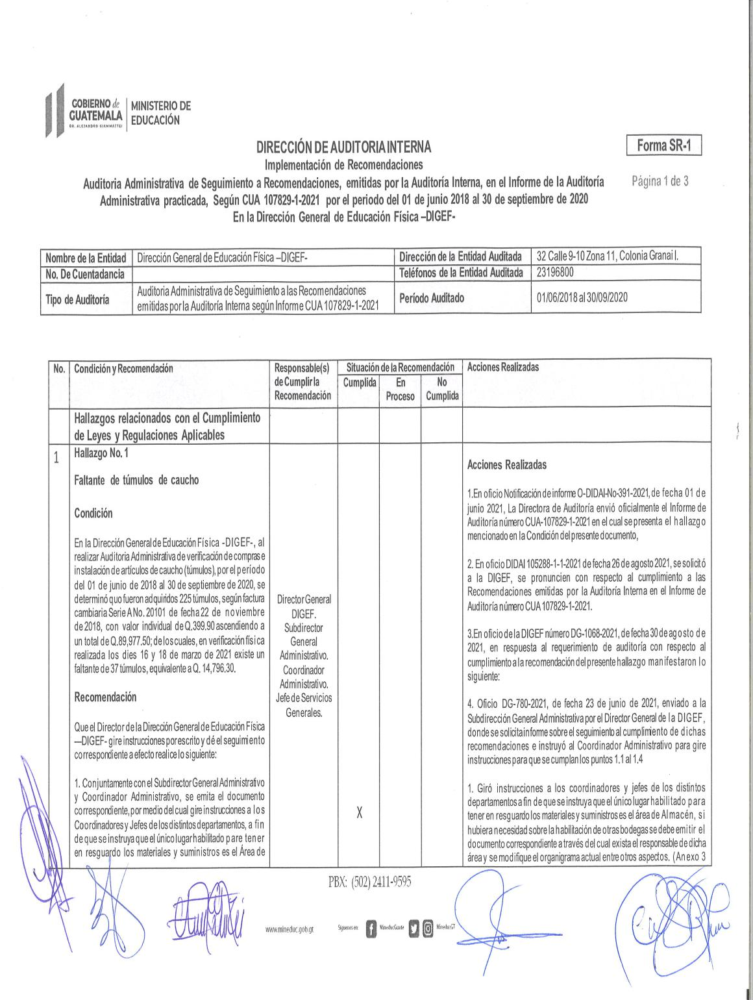 GOBIERNO de
GUATEMALA
DR. ALEJANDRO GIAMMATTEI
MINISTERIO DE
EDUCACIÓN
DIRECCIÓN DE AUDITORIA INTERNA
Forma SR-1
Implementación de Recomendaciones
Auditoria Administrativa de Seguimiento a Recomendaciones, emitidas por la Auditoría Interna, en el Informe de la Auditoría
Página 1 de 3
Administrativa practicada, Según CUA 107829-1-2021 por el periodo del 01 de junio 2018 al 30 de septiembre de 2020
En la Dirección General de Educación Física –DIGEF-
Nombre de la Entidad
Dirección General de Educación Física –DIGEF-
Dirección de la Entidad Auditada
32 Calle 9-10 Zona 11, Colonia Granai I.
No. De Cuentadancia
Teléfonos de la Entidad Auditada
23196800
Tipo de Auditoría
Auditoria Administrativa de Seguimiento a las Recomendaciones
emitidas por la Auditoría Interna según Informe CUA 107829-1-2021
Período Auditado
01/06/2018 al 30/09/2020
No.
Condición y Recomendación
Responsable(s)
de Cumplir la
Recomendación
Situación de la Recomendación
Cumplida
En
Proceso
No
Cumplida
Acciones Realizadas
Hallazgos relacionados con el Cumplimiento
de Leyes y Regulaciones Aplicables
1
Hallazgo No. 1
Faltante de túmulos de caucho
Condición
En la Dirección General de Educación Física -DIGEF-, al
realizar Auditoria Administrativa de verificación de compras e
instalación de artículos de caucho (túmulos), por el período
del 01 de junio de 2018 al 30 de septiembre de 2020, se
determinó quo fueron adquiridos 225 túmulos, según factura
cambiaria Serie A No. 20101 de fecha 22 de noviembre
de 2018, con valor individual de Q.399.90 ascendiendo a
un total de Q.89,977.50; de los cuales, en verificación física
realizada los dies 16 y 18 de marzo de 2021 existe un
faltante de 37 túmulos, equivalente a Q. 14,796.30.
Recomendación
Que el Director de la Dirección General de Educación Física
—DIGEF- gire instrucciones por escrito y dé el seguimiento
correspondiente a efecto realice lo siguiente:
1. Conjuntamente con el Subdirector General Administrativo
y Coordinador Administrativo, se emita el documento
correspondiente, por medio del cual gire instrucciones a los
Coordinadores y Jefes de los distintos departamentos, a fin
de que se instruya que el único lugar habilitado pare tener
en resguardo los materiales y suministros es el Área de
Director General
DIGEF.
Subdirector
General
Administrativo.
Coordinador
Administrativo.
Jefe de Servicios
Generales.
X
Acciones Realizadas
1.En oficio Notificación de informe O-DIDAI-No-391-2021, de fecha 01 de
junio 2021, La Directora de Auditoría envió oficialmente el Informe de
Auditoría número CUA-107829-1-2021 en el cual se presenta el hallazgo
mencionado en la Condición del presente documento,
2. En oficio DIDAI 105288-1-1-2021 de fecha 26 de agosto 2021, se solicitó
a la DIGEF, se pronuncien con respecto al cumplimiento a las
Recomendaciones emitidas por la Auditoría Interna en el Informe de
Auditoría número CUA 107829-1-2021.
3.En oficio de la DIGEF número DG-1068-2021, de fecha 30 de agosto de
2021, en respuesta al requerimiento de auditoría con respecto al
cumplimiento a la recomendación del presente hallazgo manifestaron lo
siguiente:
4. Oficio DG-780-2021, de fecha 23 de junio de 2021, enviado a la
Subdirección General Administrativa por el Director General de la DIGEF,
donde se solicita informe sobre el seguimiento al cumplimiento de dichas
recomendaciones e instruyó al Coordinador Administrativo para gire
instrucciones para que se cumplan los puntos 1.1 al 1.4
1. Giró instrucciones a los coordinadores y jefes de los distintos
departamentos a fin de que se instruya que el único lugar habilitado para
tener en resguardo los materiales y suministros es el área de Almacén, si
hubiera necesidad sobre la habilitación de otras bodegas se debe emitir el
documento correspondiente a través del cual exista el responsable de dicha
área y se modifique el organigrama actual entre otros aspectos. (Anexo 3
PBX: (502) 2411-9595
www.mineduc.gob.gt
Síguenos en:
MineducGuate
MineducGT